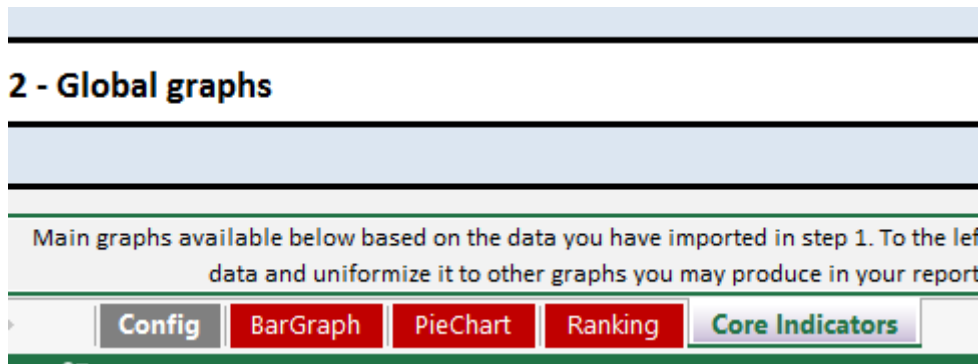 2 - Global graphs
Main graphs available below based on the data you have imported in step 1. To the lef
data and uniformize it to other graphs you may produce in your report
Config BarGraph PieChart Ranking Core Indicators